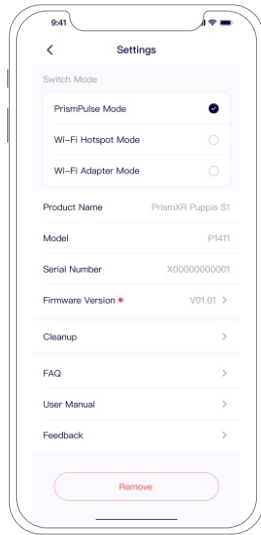 9:41
Settings
Switch Mode
PrismPulse Mode
Wi-Fi Hotspot Mode
Wi-Fi Adapter Mode
Product Name PrismXR Puppis S1
Model P1411
Serial Number X00000000001
Firmware Version V01.01
Cleanup
FAQ
User Manual
Feedback
Remove